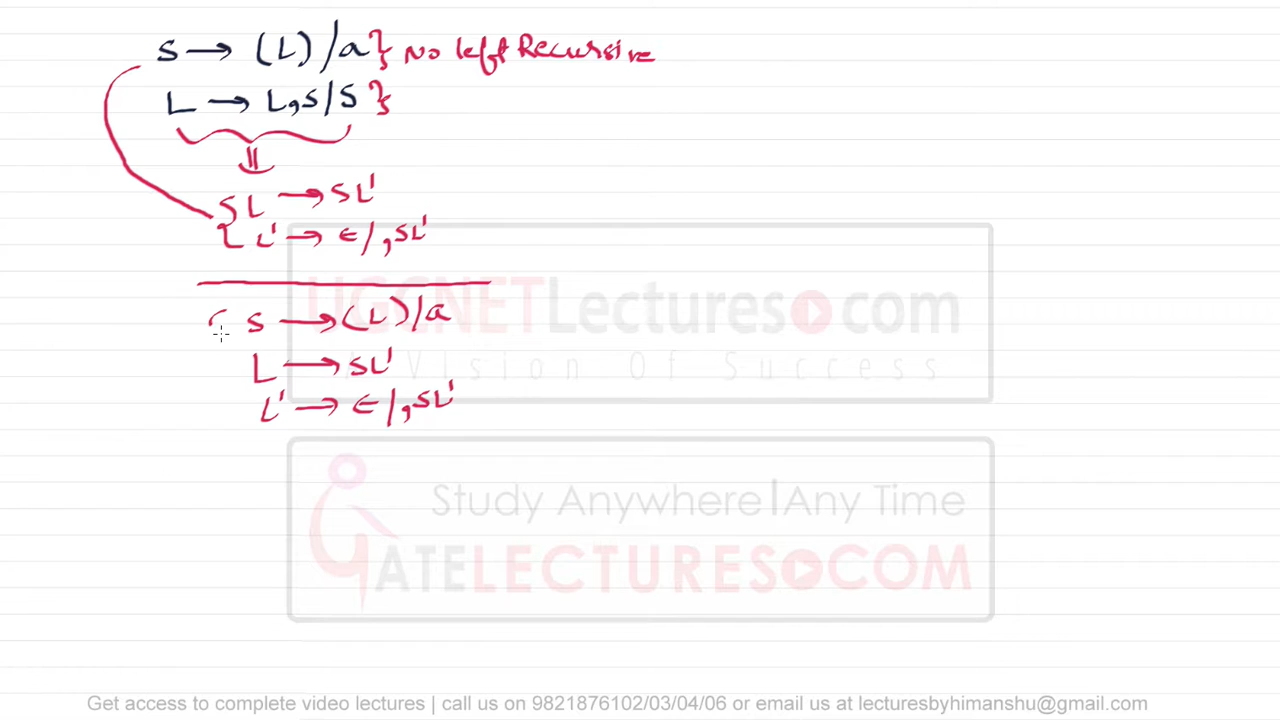 S → (L)/a } No left Recursive
L → L,S/S }
L → SL'
L' → ∈/,SL'
UGCNETLectures.com
A Vision Of Success
S → (L)/a
L → SL'
L' → ∈/,SL'
Study Anywhere|Any Time
GATELECTURES.COM
Get access to complete video lectures | call us on 9821876102/03/04/06 or email us at lecturesbyhimanshu@gmail.com